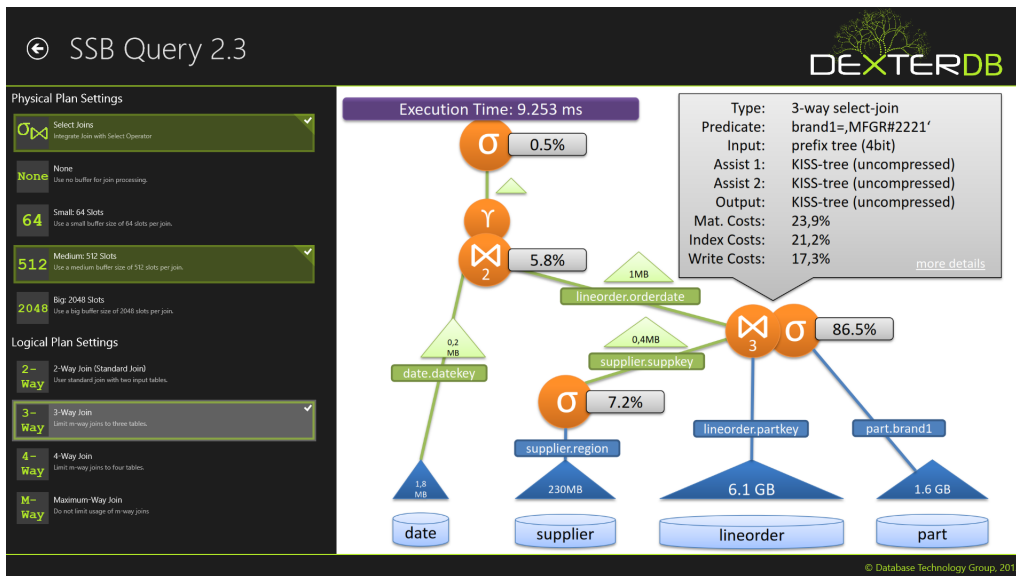 SSB Query 2.3
DEXTERDB
Physical Plan Settings
Select Joins
Integrate Join with Select Operator
None
None
Use no buffer for join processing.
64
Small: 64 Slots
Use a small buffer size of 64 slots per join.
512
Medium: 512 Slots
Use a medium buffer size of 512 slots per join.
2048
Big: 2048 Slots
Use a big buffer size of 2048 slots per join.
Logical Plan Settings
2-Way
2-Way Join (Standard Join)
User standard join with two input tables.
3-Way
3-Way Join
Limit m-way joins to three tables.
4-Way
4-Way Join
Limit m-way joins to four tables.
M-Way
Maximum-Way Join
Do not limit usage of m-way joins
Execution Time: 9.253 ms
σ
0.5%
ϒ
⋈
2
5.8%
Type: 3-way select-join
Predicate: brand1=‚MFGR#2221‘
Input: prefix tree (4bit)
Assist 1: KISS-tree (uncompressed)
Assist 2: KISS-tree (uncompressed)
Output: KISS-tree (uncompressed)
Mat. Costs: 23,9%
Index Costs: 21,2%
Write Costs: 17,3%
more details
1MB
lineorder.orderdate
⋈
3
σ
86.5%
0,2
MB
date.datekey
0,4MB
supplier.suppkey
σ
7.2%
supplier.region
lineorder.partkey
part.brand1
1,8
MB
230MB
6.1 GB
1.6 GB
date
supplier
lineorder
part
© Database Technology Group, 201